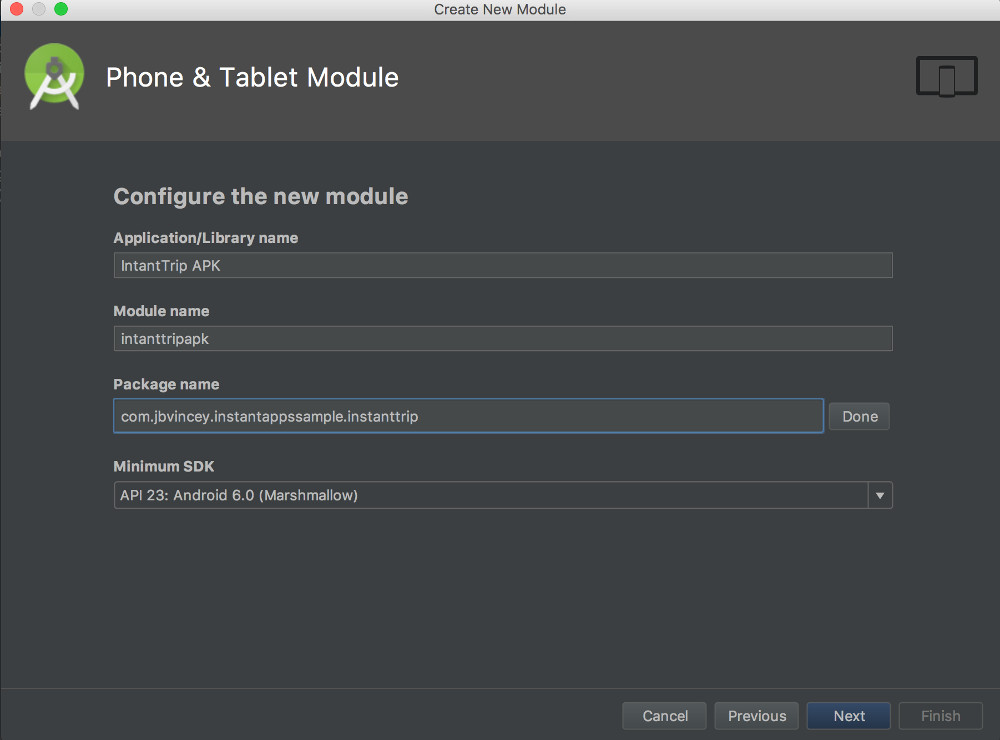 Create New Module
Phone & Tablet Module
Configure the new module
Application/Library name
IntantTrip APK
Module name
intanttripapk
Package name
com.jbvincey.instantappssample.instanttrip
Done
Minimum SDK
API 23: Android 6.0 (Marshmallow)
Cancel
Previous
Next
Finish